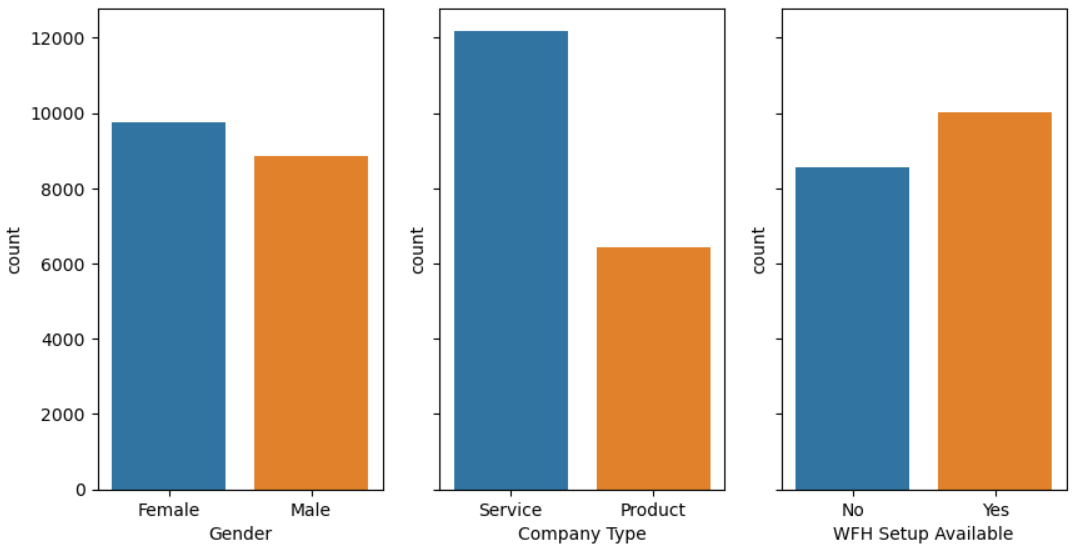 12000
10000
8000
6000
4000
2000
0
count
Female Male
Gender
count
Service Product
Company Type
count
No Yes
WFH Setup Available